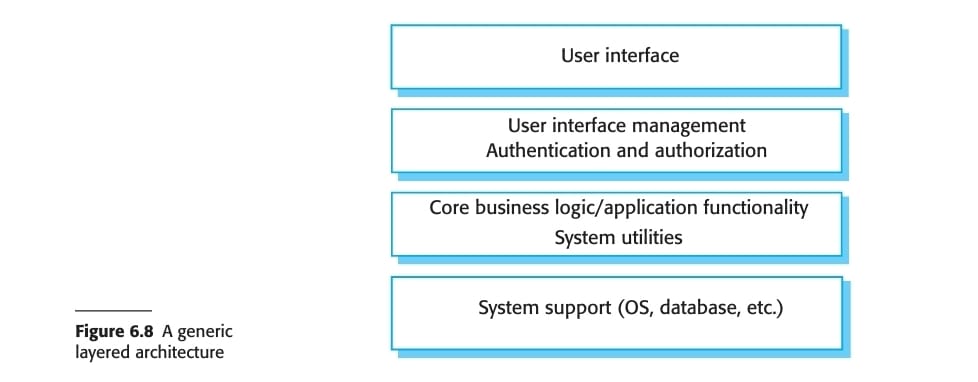 User interface
User interface management
Authentication and authorization
Core business logic/application functionality
System utilities
System support (OS, database, etc.)
Figure 6.8 A generic
layered architecture